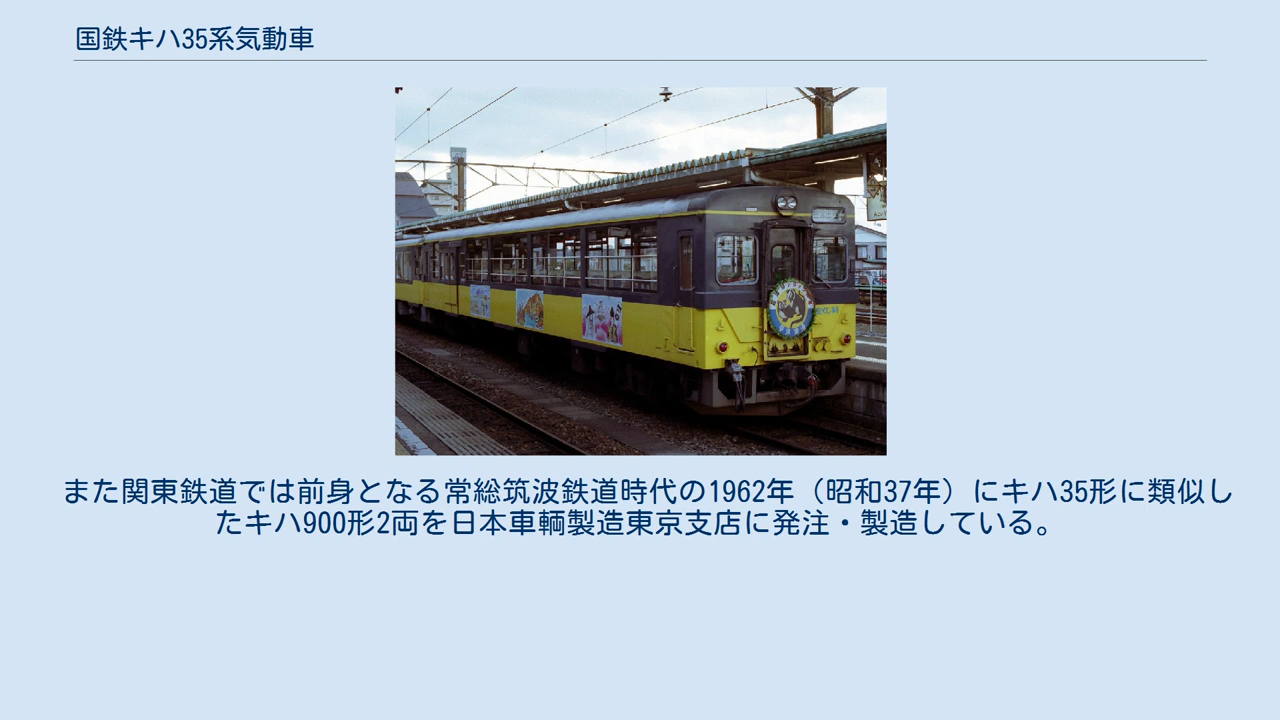 国鉄キハ35系気動車
また関東鉄道では前身となる常総筑波鉄道時代の1962年（昭和37年）にキハ35形に類似し
たキハ900形2両を日本車輌製造東京支店に発注・製造している。